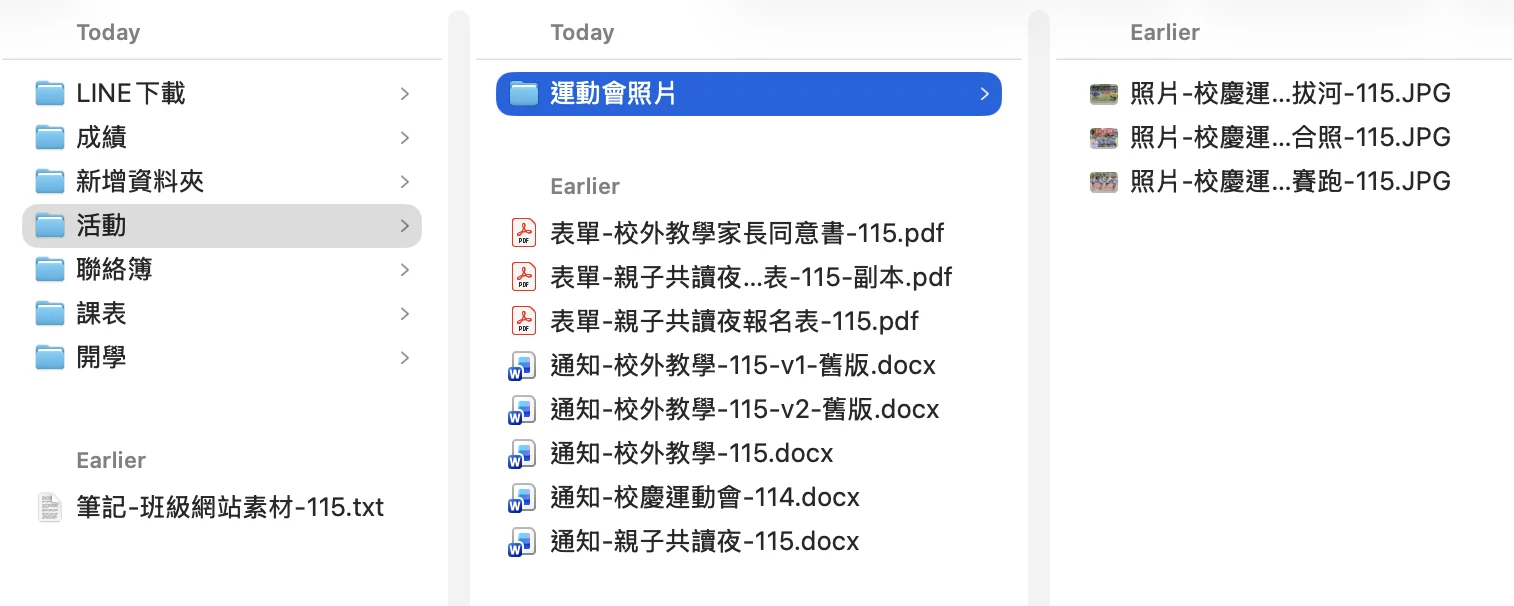 Today
LINE下載
成績
新增資料夾
活動
聯絡簿
課表
開學
Earlier
筆記-班級網站素材-115.txt
Today
運動會照片
Earlier
PDF 表單-校外教學家長同意書-115.pdf
PDF 表單-親子共讀夜...表-115-副本.pdf
PDF 表單-親子共讀夜報名表-115.pdf
W 通知-校外教學-115-v1-舊版.docx
W 通知-校外教學-115-v2-舊版.docx
W 通知-校外教學-115.docx
W 通知-校慶運動會-114.docx
W 通知-親子共讀夜-115.docx
Earlier
照片-校慶運...拔河-115.JPG
照片-校慶運...合照-115.JPG
照片-校慶運...賽跑-115.JPG